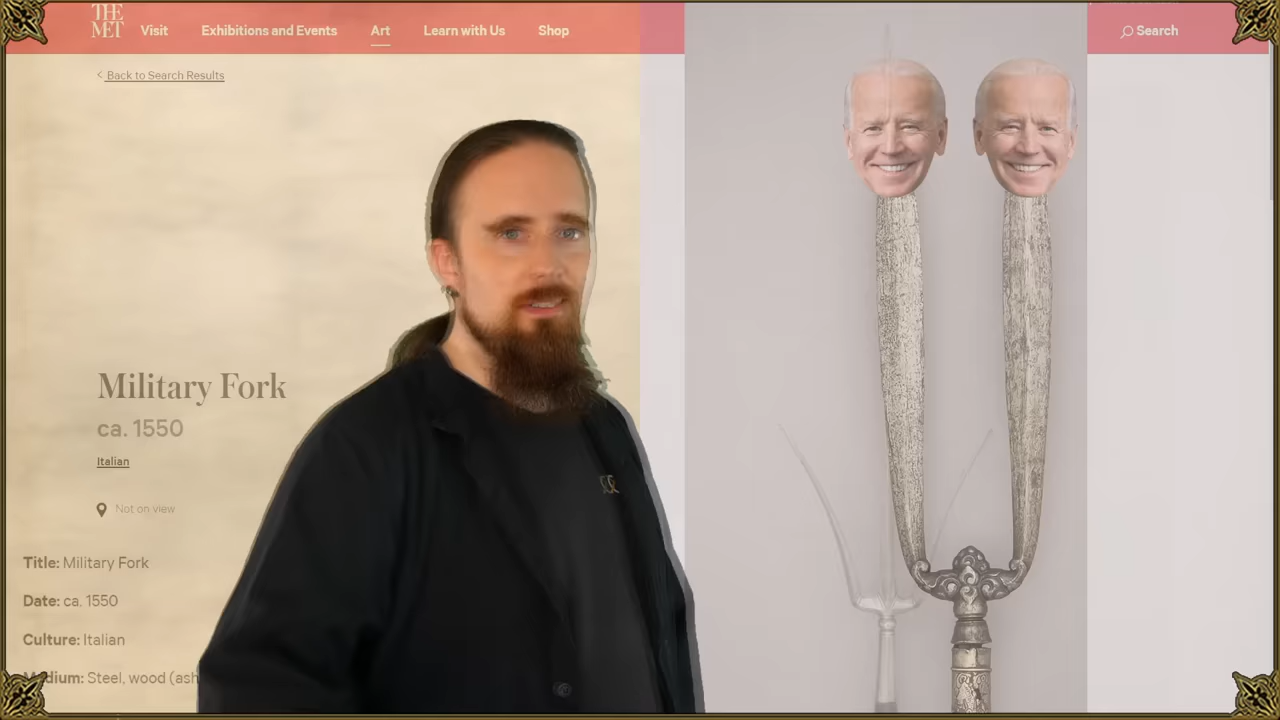 THE
MET
Visit
Exhibitions and Events
Art
Learn with Us
Shop
Search
< Back to Search Results
Military Fork
ca. 1550
Italian
Not on view
Title: Military Fork
Date: ca. 1550
Culture: Italian
Medium: Steel, wood (ash